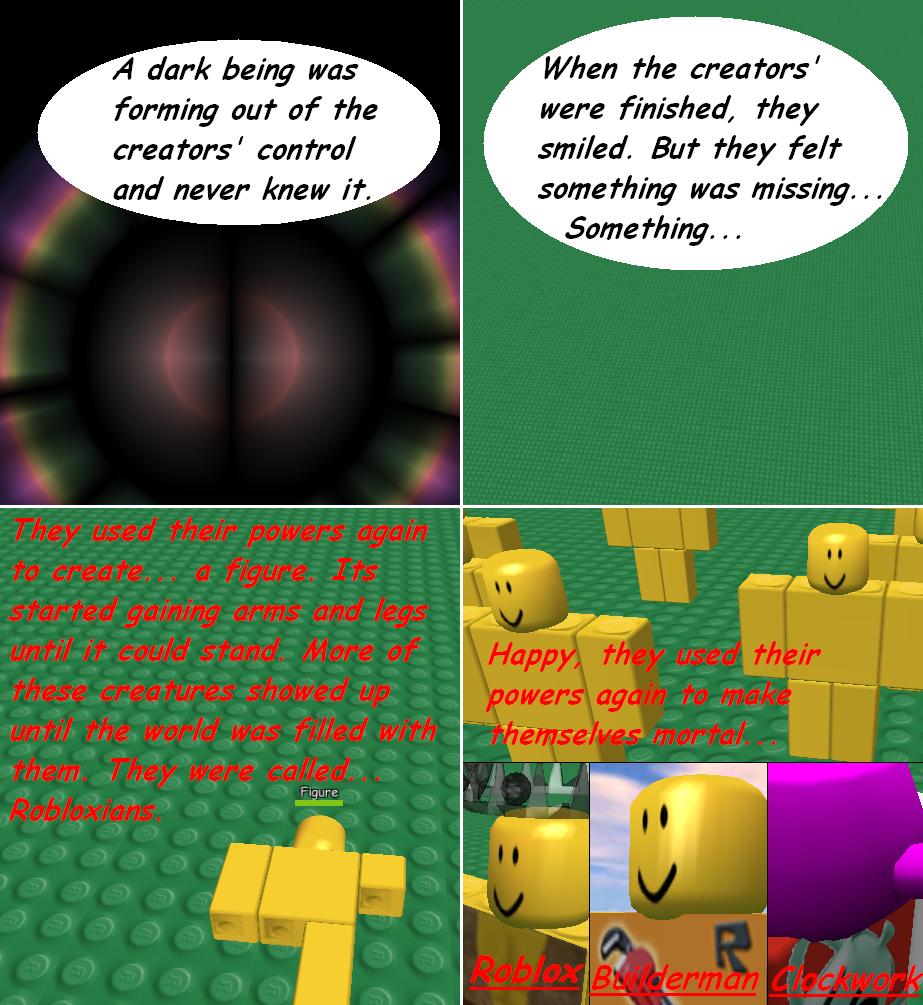 A dark being was
forming out of the
creators' control
and never knew it.
When the creators'
were finished, they
smiled. But they felt
something was missing...
Something...
They used their powers again
to create... a figure. Its
started gaining arms and legs
until it could stand. More of
these creatures showed up
until the world was filled with
them. They were called...
Robloxians.
Figure
Happy, they used their
powers again to make
themselves mortal...
R
Roblox
Builderman
Clockwork